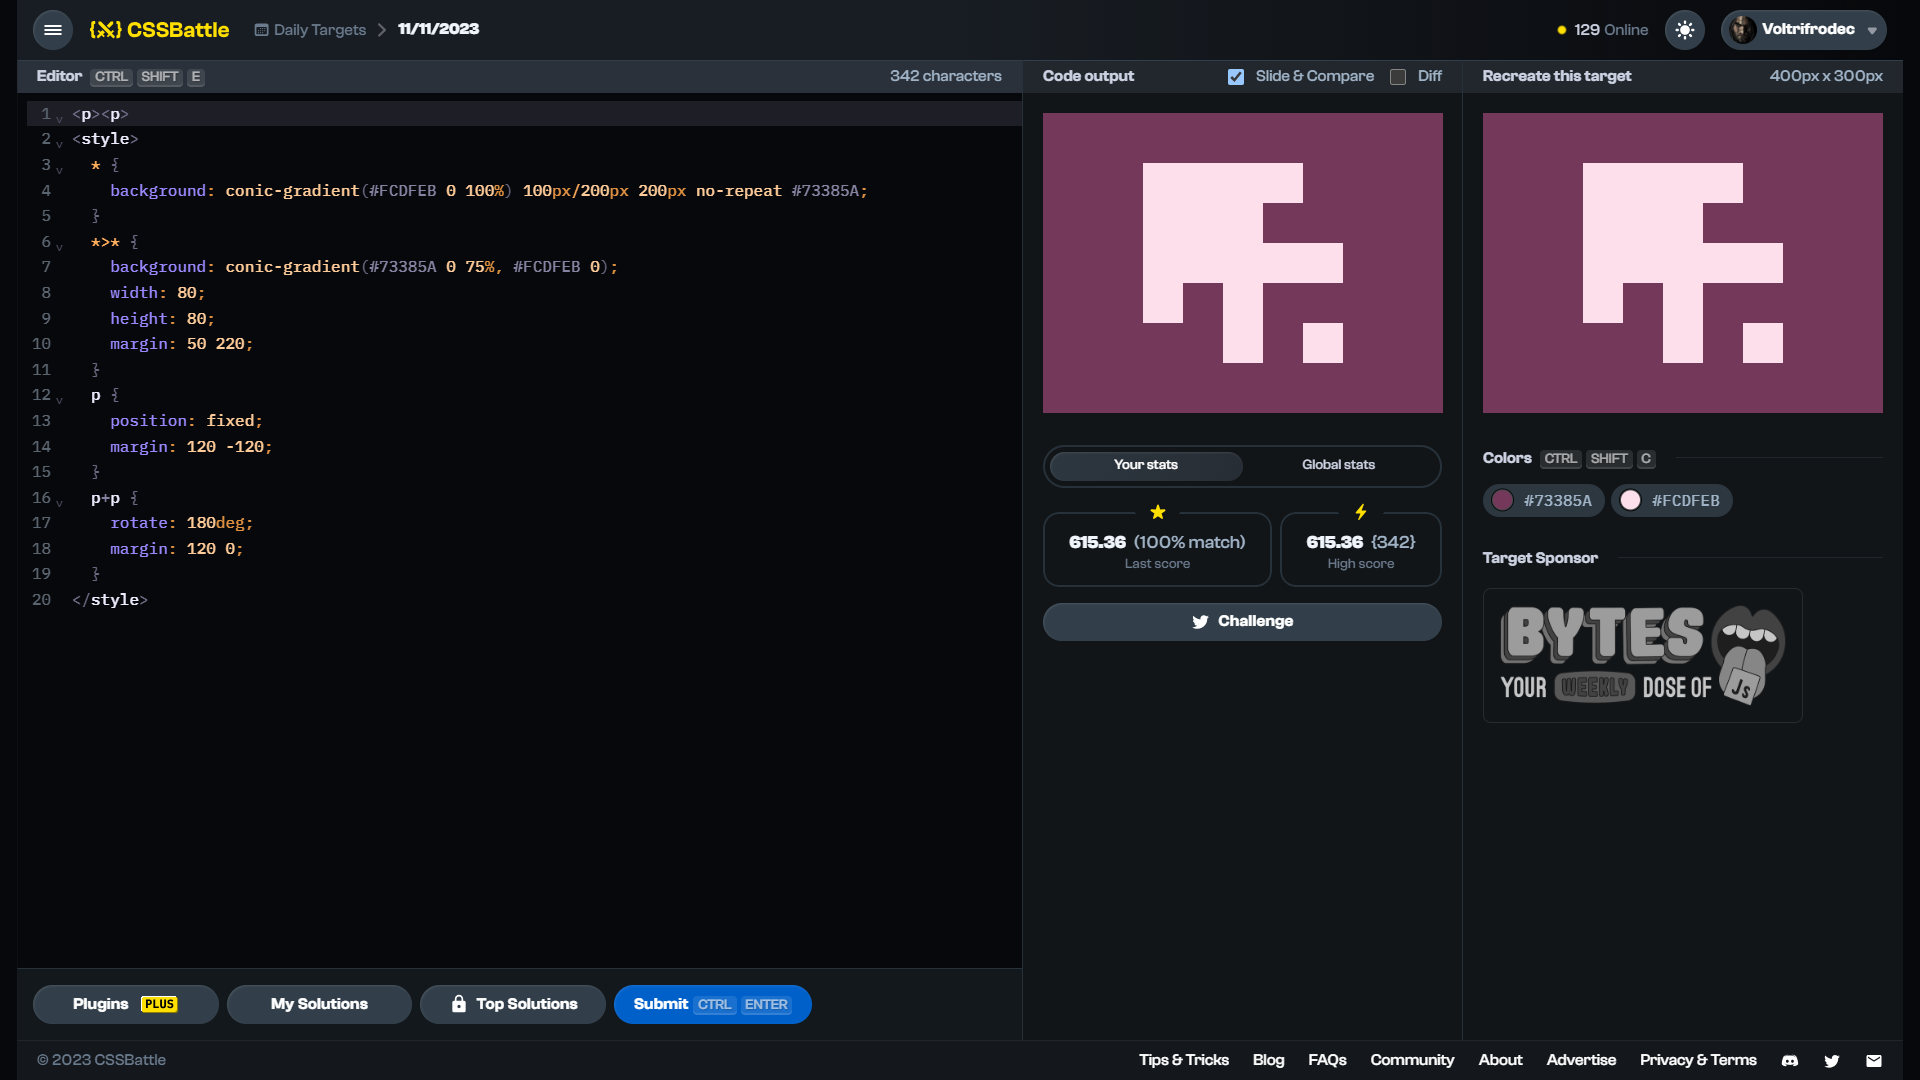 CSSBattle
Daily Targets
11/11/2023
129 Online
Voltrifrodec
Editor CTRL SHIFT E
342 characters
1 <p><p>
2 <style>
3 * {
4 background: conic-gradient(#FCDFEB 0 100%) 100px/200px 200px no-repeat #73385A;
5 }
6 *>* {
7 background: conic-gradient(#73385A 0 75%, #FCDFEB 0);
8 width: 80;
9 height: 80;
10 margin: 50 220;
11 }
12 p {
13 position: fixed;
14 margin: 120 -120;
15 }
16 p+p {
17 rotate: 180deg;
18 margin: 120 0;
19 }
20 </style>
Plugins PLUS
My Solutions
Top Solutions
Submit CTRL ENTER
Code output
Slide & Compare
Diff
Your stats
Global stats
615.36 (100% match)
Last score
615.36 {342}
High score
Challenge
Recreate this target
400px x 300px
Colors CTRL SHIFT C
#73385A
#FCDFEB
Target Sponsor
BYTES
YOUR WEEKLY DOSE OF JS
© 2023 CSSBattle
Tips & Tricks
Blog
FAQs
Community
About
Advertise
Privacy & Terms